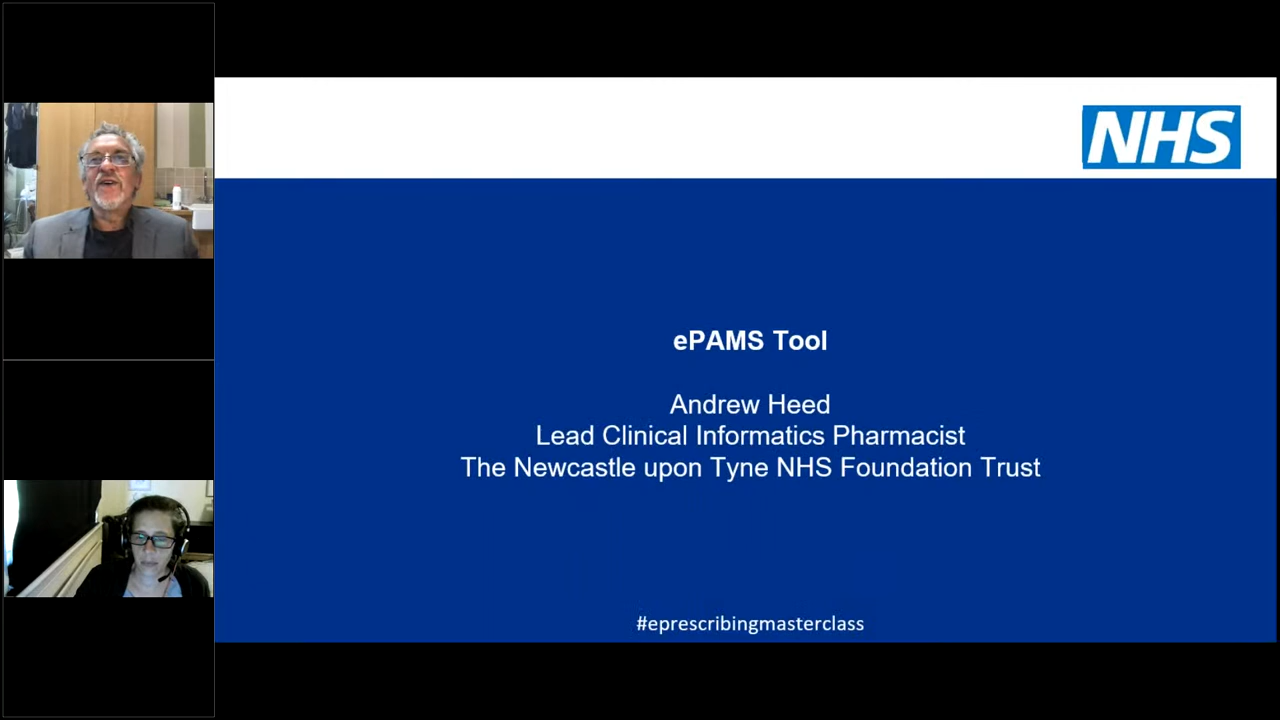 NHS
ePAMS Tool
Andrew Heed
Lead Clinical Informatics Pharmacist
The Newcastle upon Tyne NHS Foundation Trust
#eprescribingmasterclass